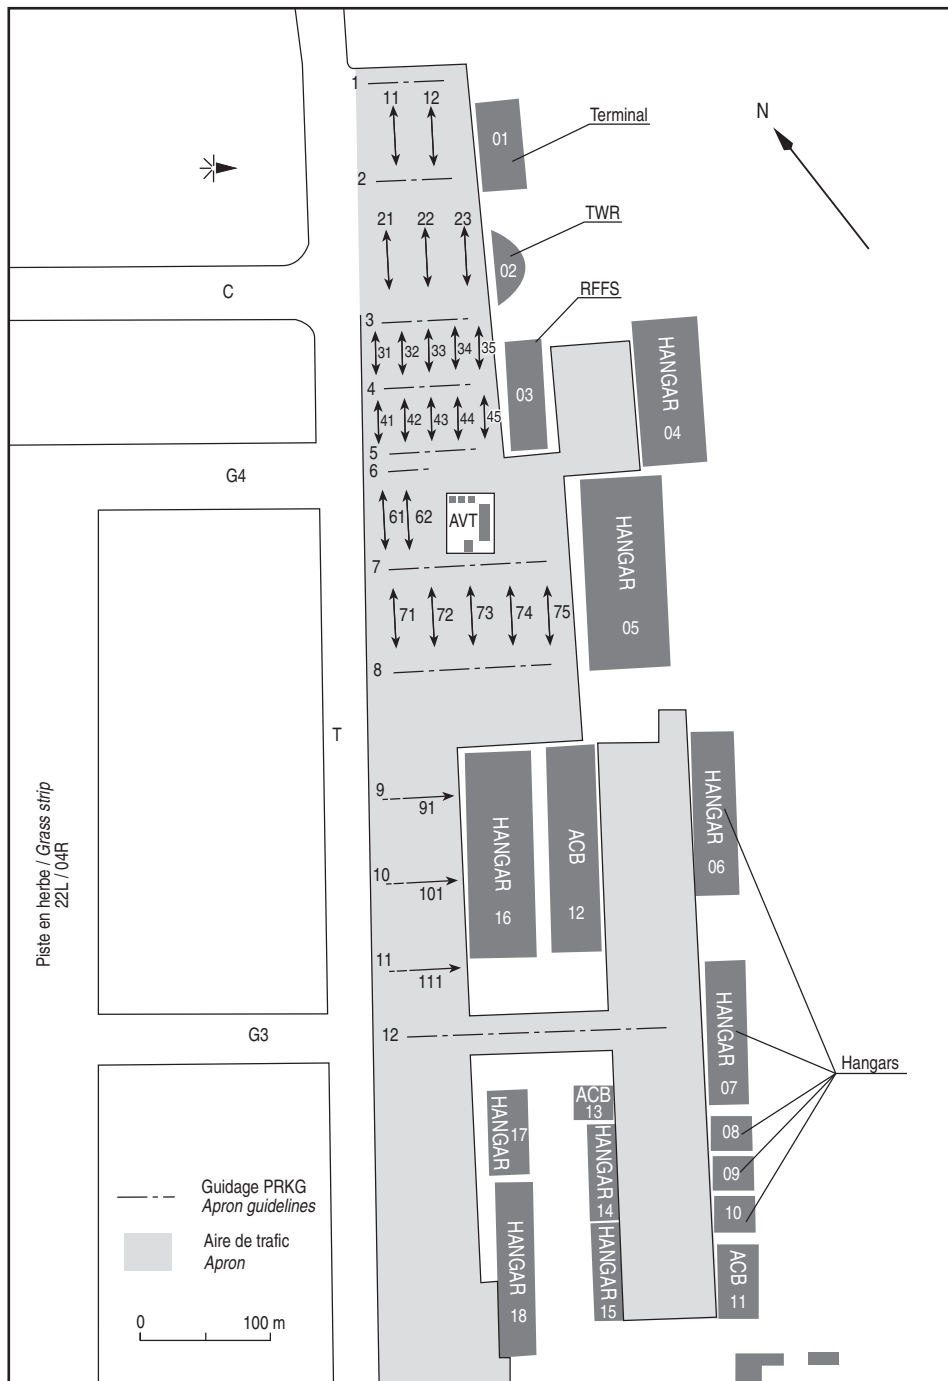 1
11 12
01
Terminal
N
2
21 22 23
TWR
02
C
RFFS
3
31 32 33 34 35
HANGAR
04
4
03
41 42 43 44 45
5
6
G4
61 62
AVT
HANGAR
05
7
71 72 73 74 75
8
T
9
91
HANGAR
16
ACB
12
HANGAR
06
10
101
Piste en herbe / Grass strip
22L / 04R
11
111
HANGAR
07
G3
12
Hangars
ACB
13
HANGAR
17
08
HANGAR
14
09
10
HANGAR
18
HANGAR
15
ACB
11
Guidage PRKG
Apron guidelines
Aire de trafic
Apron
0 100 m